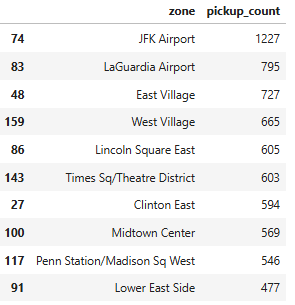 zone pickup_count
74 JFK Airport 1227
83 LaGuardia Airport 795
48 East Village 727
159 West Village 665
86 Lincoln Square East 605
143 Times Sq/Theatre District 603
27 Clinton East 594
100 Midtown Center 569
117 Penn Station/Madison Sq West 546
91 Lower East Side 477